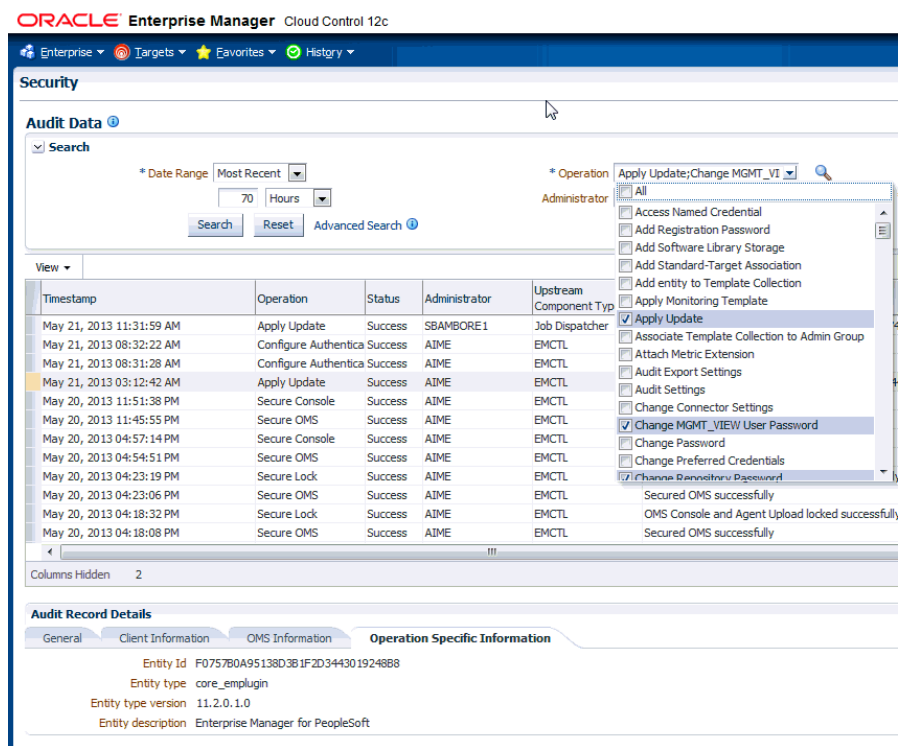 ORACLE Enterprise Manager Cloud Control 12c
Enterprise Targets Favorites History
Security
Audit Data
Search
* Date Range Most Recent
* Operation Apply Update;Change MGMT_VI
70 Hours
Administrator
Search Reset Advanced Search
All
Access Named Credential
Add Registration Password
Add Software Library Storage
Add Standard-Target Association
Add entity to Template Collection
Apply Monitoring Template
Apply Update
Associate Template Collection to Admin Group
Attach Metric Extension
Audit Export Settings
Audit Settings
Change Connector Settings
Change MGMT_VIEW User Password
Change Password
Change Preferred Credentials
Change Repository Password
View
Timestamp Operation Status Administrator Upstream Component Typ
May 21, 2013 11:31:59 AM Apply Update Success SBAMBORE1 Job Dispatcher
May 21, 2013 08:32:22 AM Configure Authentica Success AIME EMCTL
May 21, 2013 08:31:28 AM Configure Authentica Success AIME EMCTL
May 21, 2013 03:12:42 AM Apply Update Success AIME EMCTL
May 20, 2013 11:51:38 PM Secure Console Success AIME EMCTL
May 20, 2013 11:45:55 PM Secure OMS Success AIME EMCTL
May 20, 2013 04:57:14 PM Secure Console Success AIME EMCTL
May 20, 2013 04:54:51 PM Secure OMS Success AIME EMCTL
May 20, 2013 04:23:19 PM Secure Lock Success AIME EMCTL
May 20, 2013 04:23:06 PM Secure OMS Success AIME EMCTL Secured OMS successfully
May 20, 2013 04:18:32 PM Secure Lock Success AIME EMCTL OMS Console and Agent Upload locked successfully
May 20, 2013 04:18:08 PM Secure OMS Success AIME EMCTL Secured OMS successfully
Columns Hidden 2
Audit Record Details
General Client Information OMS Information Operation Specific Information
Entity Id F0757B0A95138D3B1F2D3443019248B8
Entity type core_emplugin
Entity type version 11.2.0.1.0
Entity description Enterprise Manager for PeopleSoft